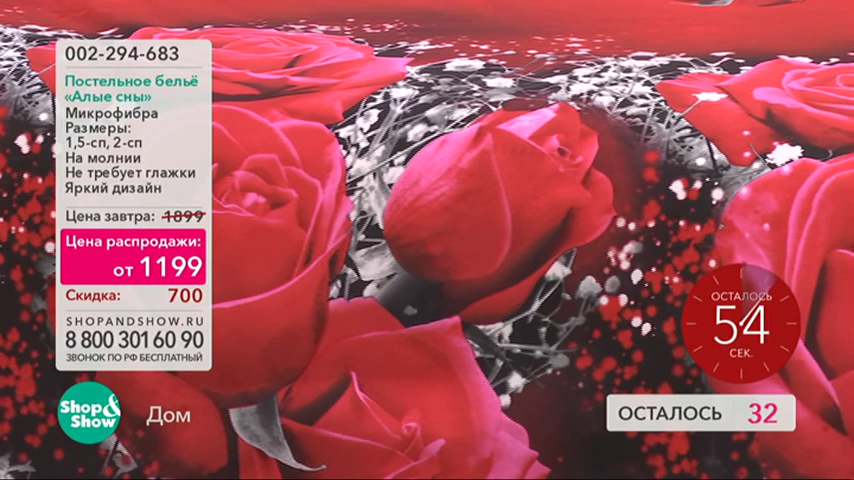 002-294-683
Постельное бельё
«Алые сны»
Микрофибра
Размеры:
1,5-сп, 2-сп
На молнии
Не требует глажки
Яркий дизайн
Цена завтра: 1899
Цена распродажи:
от 1199
Скидка: 700
SHOPANDSHOW.RU
8 800 301 60 90
ЗВОНОК ПО РФ БЕСПЛАТНЫЙ
Shop&
Show
Дом
ОСТАЛОСЬ
54
СЕК.
ОСТАЛОСЬ 32